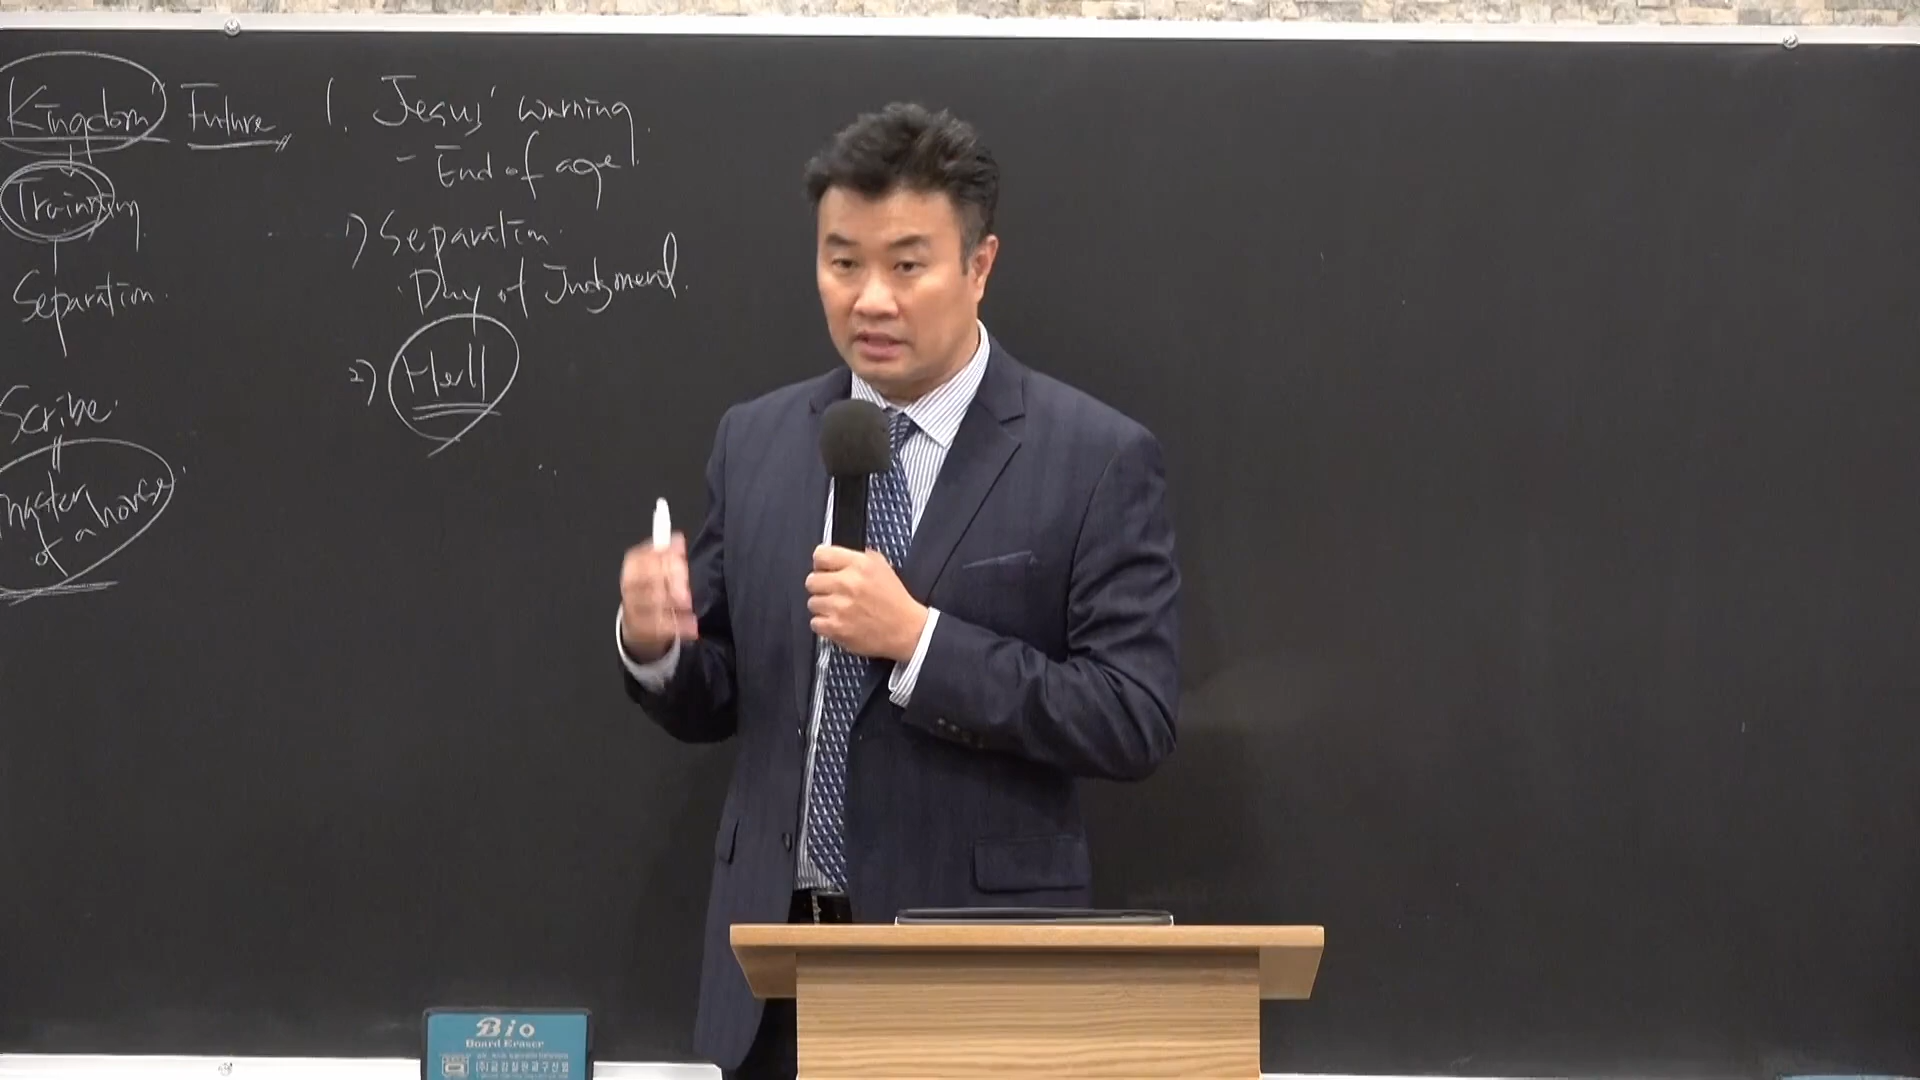 Kingdom Future
Training
Separation.
Scribe.
master
of a house
1. Jesus' warning.
- End of age.
1) Separation.
Day of Judgment.
2) Hell
Bio
Board Eraser